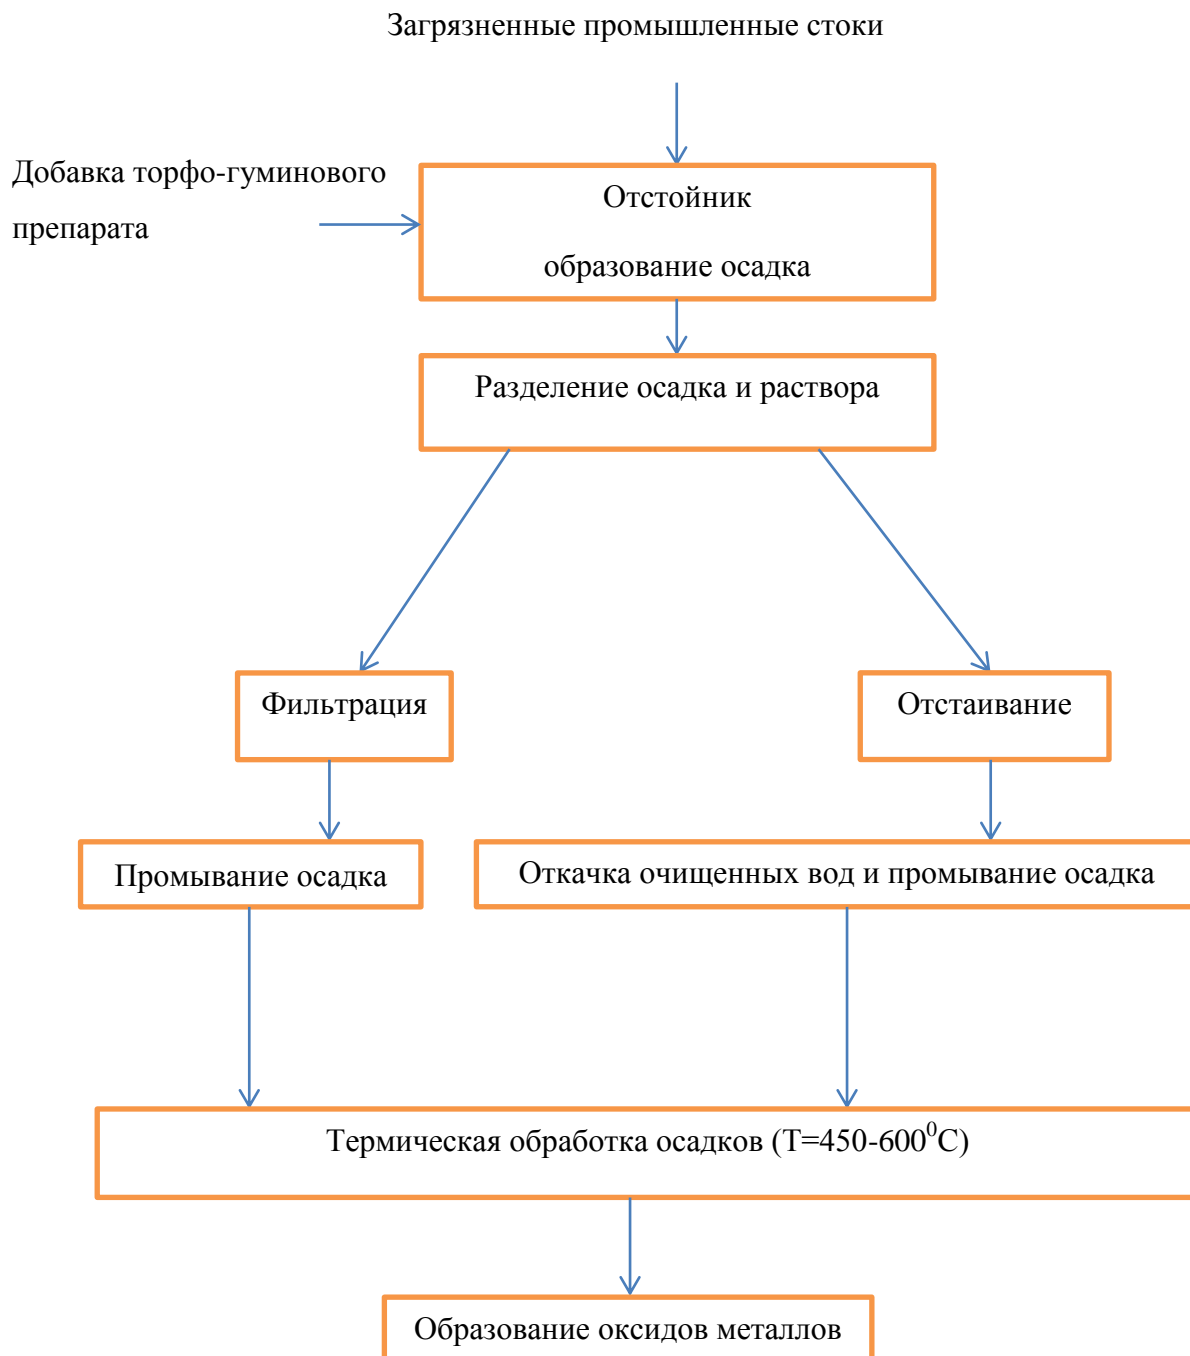 Загрязненные промышленные стоки
Добавка торфо-гуминового
препарата
Отстойник
образование осадка
Разделение осадка и раствора
Фильтрация
Отстаивание
Промывание осадка
Откачка очищенных вод и промывание осадка
Термическая обработка осадков (Т=450-600⁰С)
Образование оксидов металлов